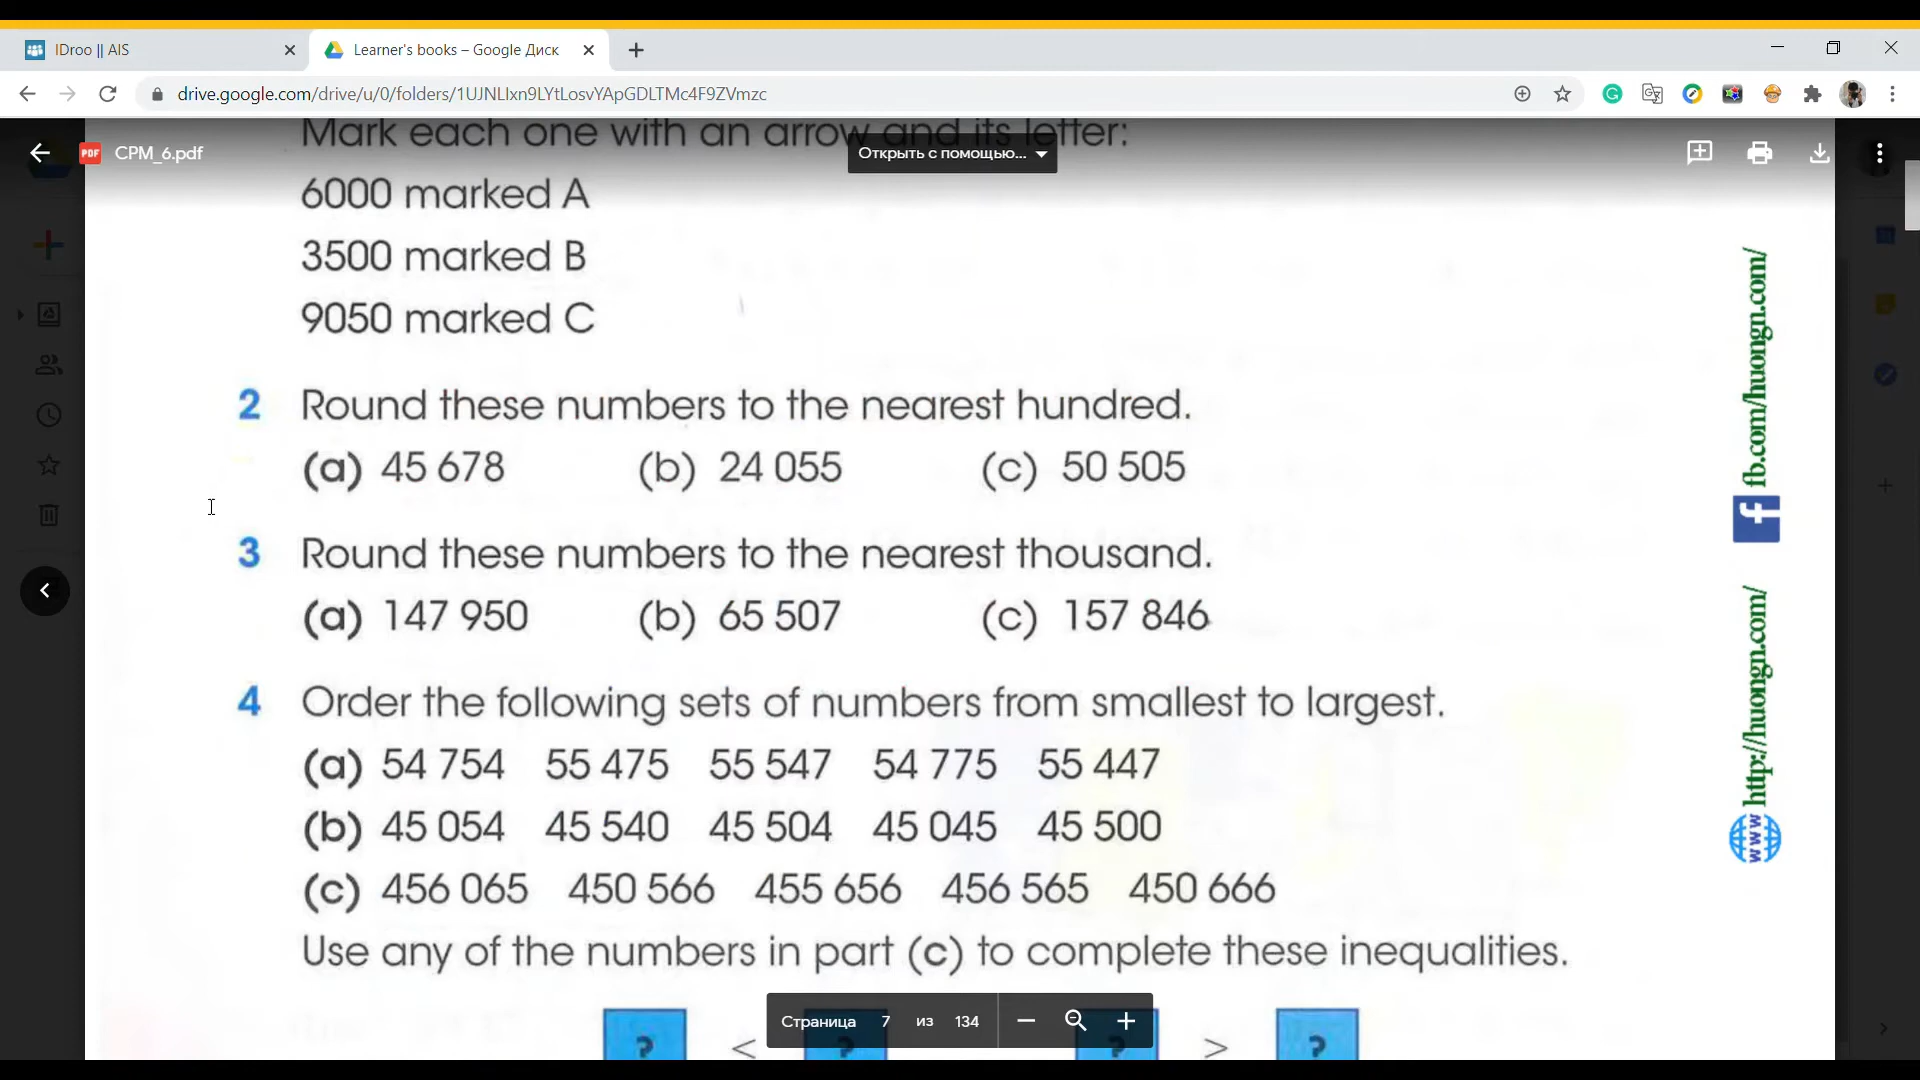 IDroo || AIS
Learner's books – Google Диск
drive.google.com/drive/u/0/folders/1UJNLIxn9LYtLosvYApGDLTMc4F9ZVmzc
Mark each one with an arrow and its letter:
PDF CPM_6.pdf
Открыть с помощью...
6000 marked A
3500 marked B
9050 marked C
2 Round these numbers to the nearest hundred.
(a) 45 678 (b) 24 055 (c) 50 505
3 Round these numbers to the nearest thousand.
(a) 147 950 (b) 65 507 (c) 157 846
4 Order the following sets of numbers from smallest to largest.
(a) 54 754 55 475 55 547 54 775 55 447
(b) 45 054 45 540 45 504 45 045 45 500
(c) 456 065 450 566 455 656 456 565 450 666
Use any of the numbers in part (c) to complete these inequalities.
? < ? ? > ?
Страница 7 из 134
fb.com/huongn.com/
http://huongn.com/
www